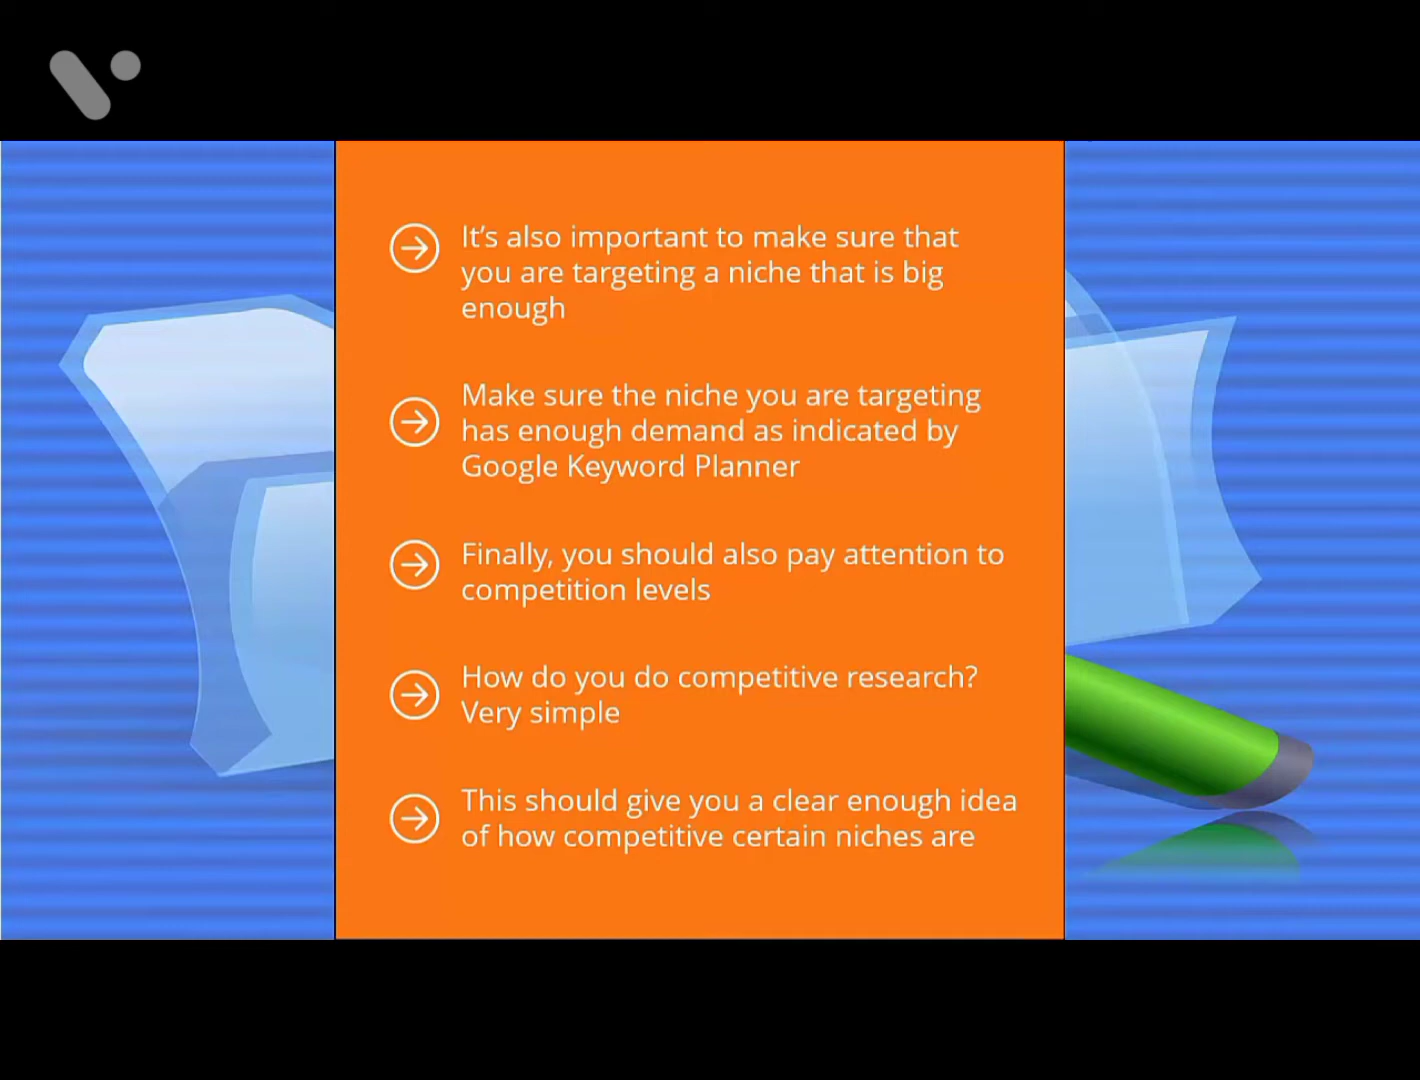 It’s also important to make sure that
you are targeting a niche that is big
enough
Make sure the niche you are targeting
has enough demand as indicated by
Google Keyword Planner
Finally, you should also pay attention to
competition levels
How do you do competitive research?
Very simple
This should give you a clear enough idea
of how competitive certain niches are